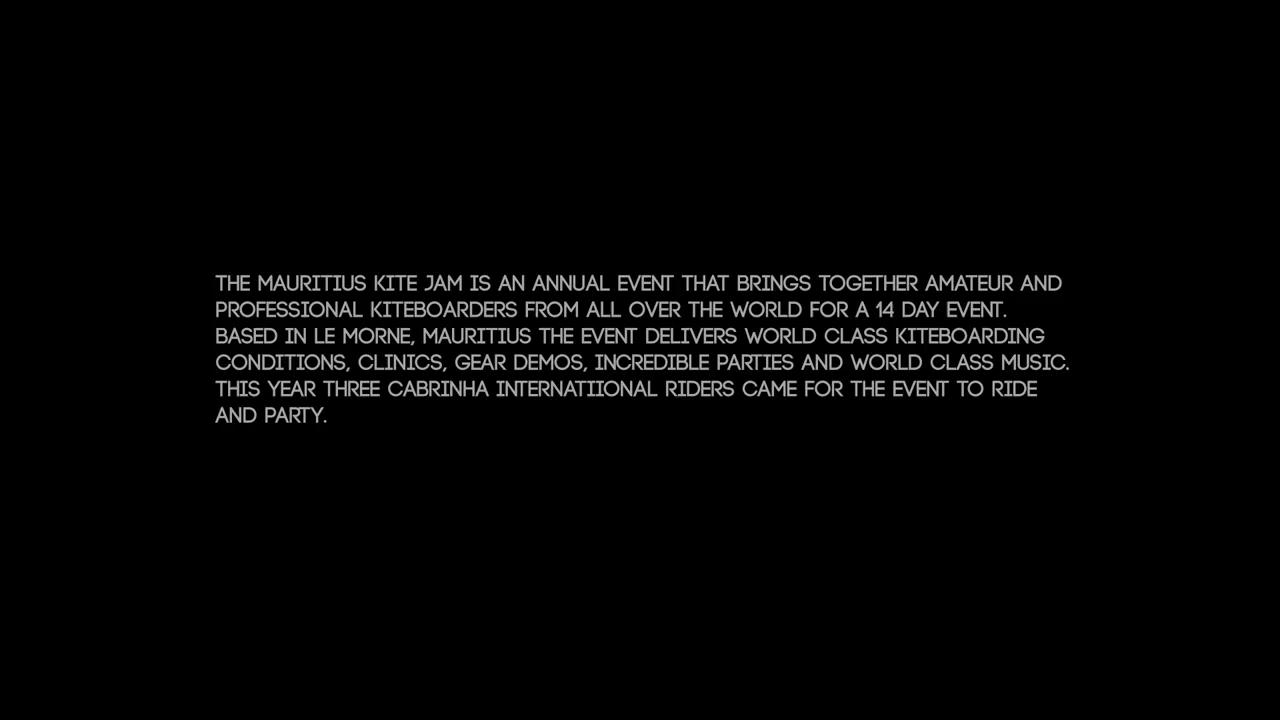 THE MAURITIUS KITE JAM IS AN ANNUAL EVENT THAT BRINGS TOGETHER AMATEUR AND
PROFESSIONAL KITEBOARDERS FROM ALL OVER THE WORLD FOR A 14 DAY EVENT.
BASED IN LE MORNE, MAURITIUS THE EVENT DELIVERS WORLD CLASS KITEBOARDING
CONDITIONS, CLINICS, GEAR DEMOS, INCREDIBLE PARTIES AND WORLD CLASS MUSIC.
THIS YEAR THREE CABRINHA INTERNATIIONAL RIDERS CAME FOR THE EVENT TO RIDE
AND PARTY.